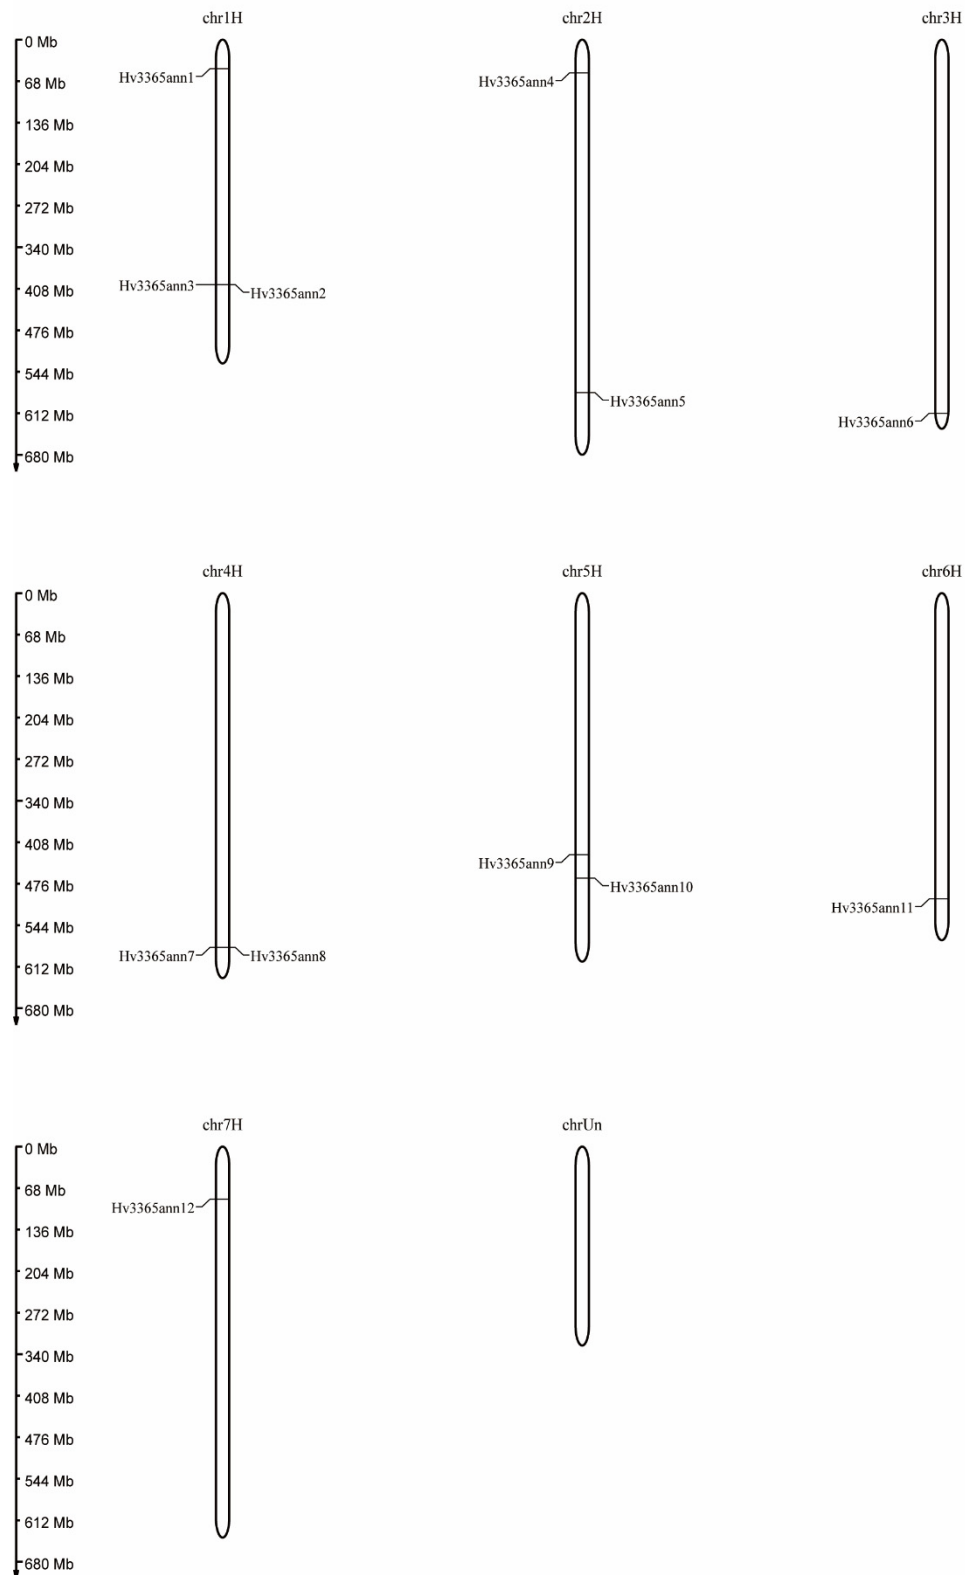 chr1H
chr2H
chr3H
0 Mb
68 Mb
136 Mb
204 Mb
272 Mb
340 Mb
408 Mb
476 Mb
544 Mb
612 Mb
680 Mb
Hv3365ann1
Hv3365ann3
Hv3365ann2
Hv3365ann4
Hv3365ann5
Hv3365ann6
chr4H
chr5H
chr6H
0 Mb
68 Mb
136 Mb
204 Mb
272 Mb
340 Mb
408 Mb
476 Mb
544 Mb
612 Mb
680 Mb
Hv3365ann7
Hv3365ann8
Hv3365ann9
Hv3365ann10
Hv3365ann11
chr7H
chrUn
0 Mb
68 Mb
136 Mb
204 Mb
272 Mb
340 Mb
408 Mb
476 Mb
544 Mb
612 Mb
680 Mb
Hv3365ann12